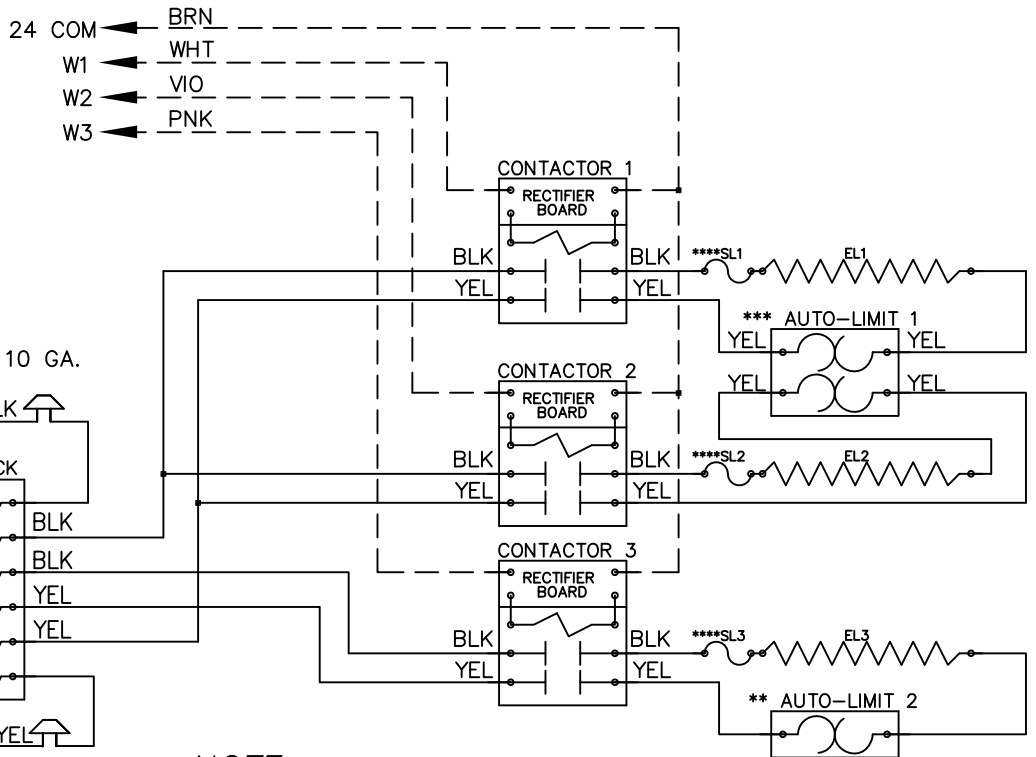 24 COM
BRN
W1
WHT
W2
VIO
W3
PNK
CONTACTOR 1
RECTIFIER
BOARD
BLK
BLK
****SL1
EL1
YEL
YEL
*** AUTO-LIMIT 1
YEL
YEL
10 GA.
CONTACTOR 2
YEL
YEL
RECTIFIER
BOARD
BLK
BLK
****SL2
EL2
YEL
YEL
BLK
CONTACTOR 3
BLK
RECTIFIER
BOARD
YEL
YEL
BLK
BLK
****SL3
EL3
YEL
YEL
** AUTO-LIMIT 2
YEL